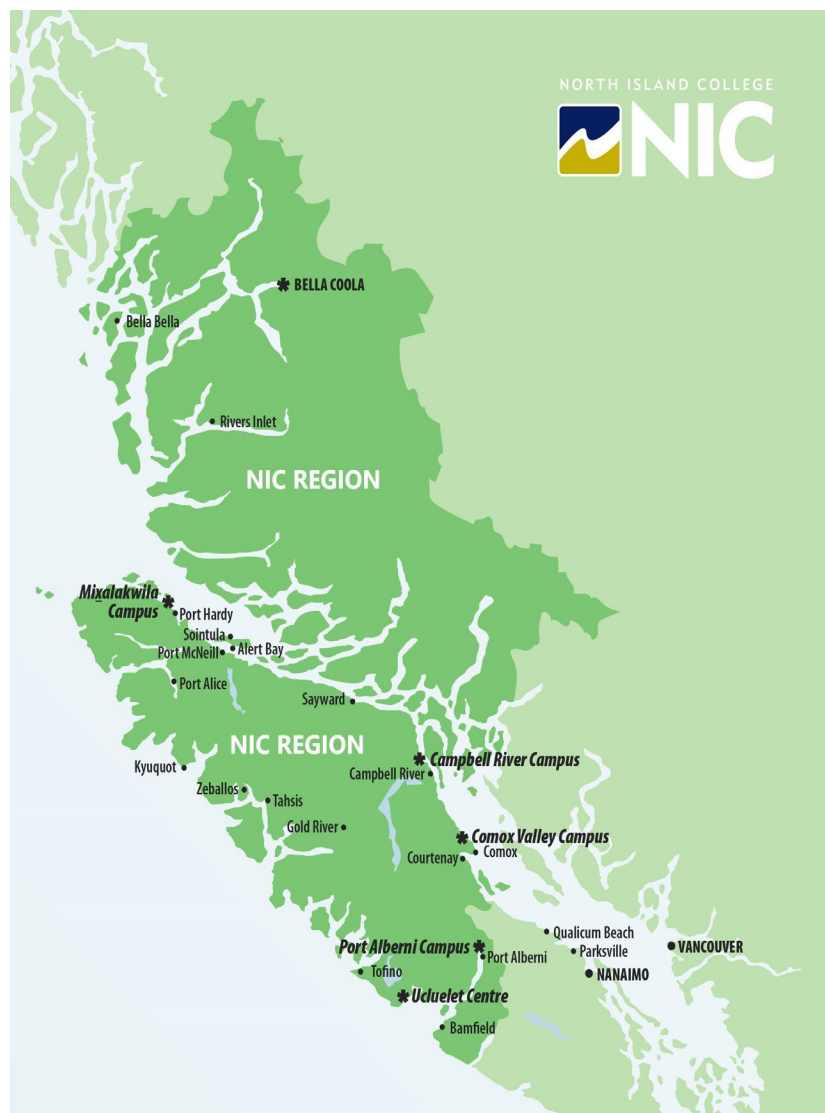 NORTH ISLAND COLLEGE
NIC
BELLA COOLA
Bella Bella
Rivers Inlet
NIC REGION
Mix̱alakwila
Campus
Port Hardy
Sointula
Port McNeill
Alert Bay
Port Alice
Sayward
NIC REGION
Campbell River Campus
Kyuquot
Campbell River
Zeballos
Tahsis
Gold River
Comox Valley Campus
Courtenay
Comox
Qualicum Beach
Port Alberni Campus
VANCOUVER
Parksville
Port Alberni
Tofino
NANAIMO
Ucluelet Centre
Bamfield